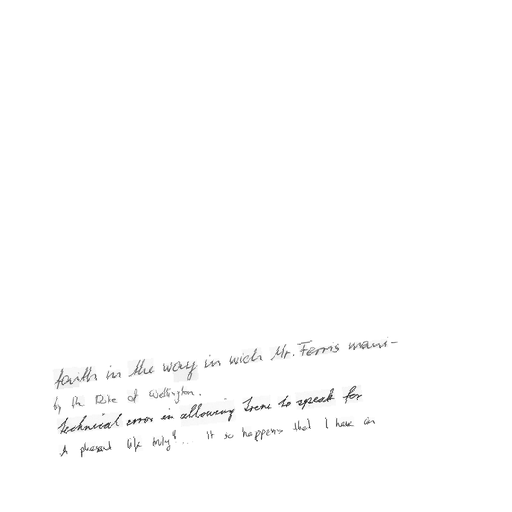 faith in the way in wich Mr. Ferris mani-
by the Duke of Wellington.
technical error in allowing Irene to speak for
A pleasant life truly? .. It so happens that I have an